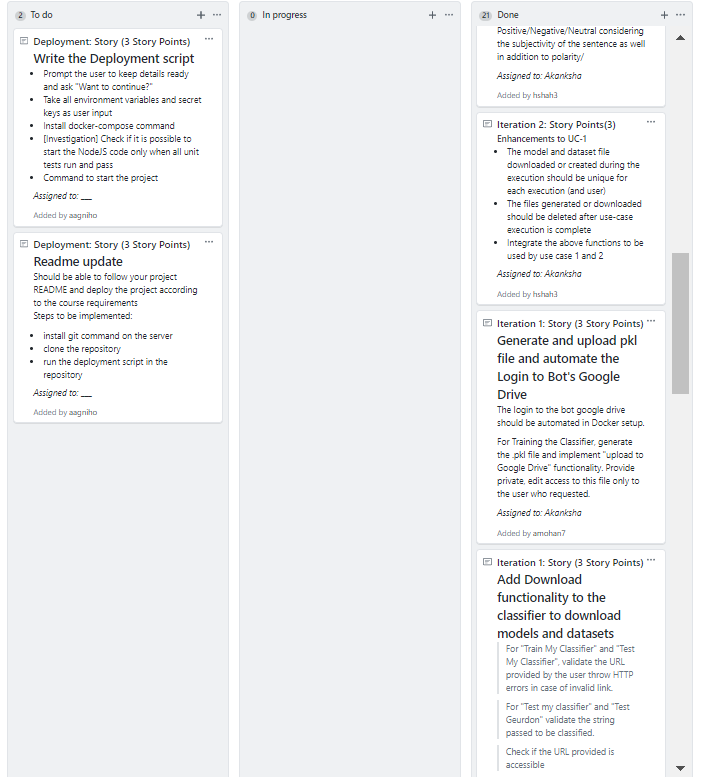 2 To do
Deployment: Story (3 Story Points)
Write the Deployment script
Prompt the user to keep details ready
and ask "Want to continue?"
Take all environment variables and secret
keys as user input
Install docker-compose command
[Investigation] Check if it is possible to
start the NodeJS code only when all unit
tests run and pass
Command to start the project
Assigned to: __
Added by aagniho
Deployment: Story (3 Story Points)
Readme update
Should be able to follow your project
README and deploy the project according
to the course requirements
Steps to be implemented:
install git command on the server
clone the repository
run the deployment script in the
repository
Assigned to: __
Added by aagniho
0 In progress
21 Done
Positive/Negative/Neutral considering
the subjectivity of the sentence as well
in addition to polarity/
Assigned to: Akanksha
Added by hshah3
Iteration 2: Story Points(3)
Enhancements to UC-1
The model and dataset file
downloaded or created during the
execution should be unique for
each execution (and user)
The files generated or downloaded
should be deleted after use-case
execution is complete
Integrate the above functions to be
used by use case 1 and 2
Assigned to: Akanksha
Added by hshah3
Iteration 1: Story (3 Story Points)
Generate and upload pkl
file and automate the
Login to Bot's Google
Drive
The login to the bot google drive
should be automated in Docker setup.
For Training the Classifier, generate
the .pkl file and implement "upload to
Google Drive" functionality. Provide
private, edit access to this file only to
the user who requested.
Assigned to: Akanksha
Added by amohan7
Iteration 1: Story (3 Story Points)
Add Download
functionality to the
classifier to download
models and datasets
For "Train My Classifier" and "Test
My Classifier", validate the URL
provided by the user throw HTTP
errors in case of invalid link.
For "Test my classifier" and "Test
Geurdon" validate the string
passed to be classified.
Check if the URL provided is
accessible